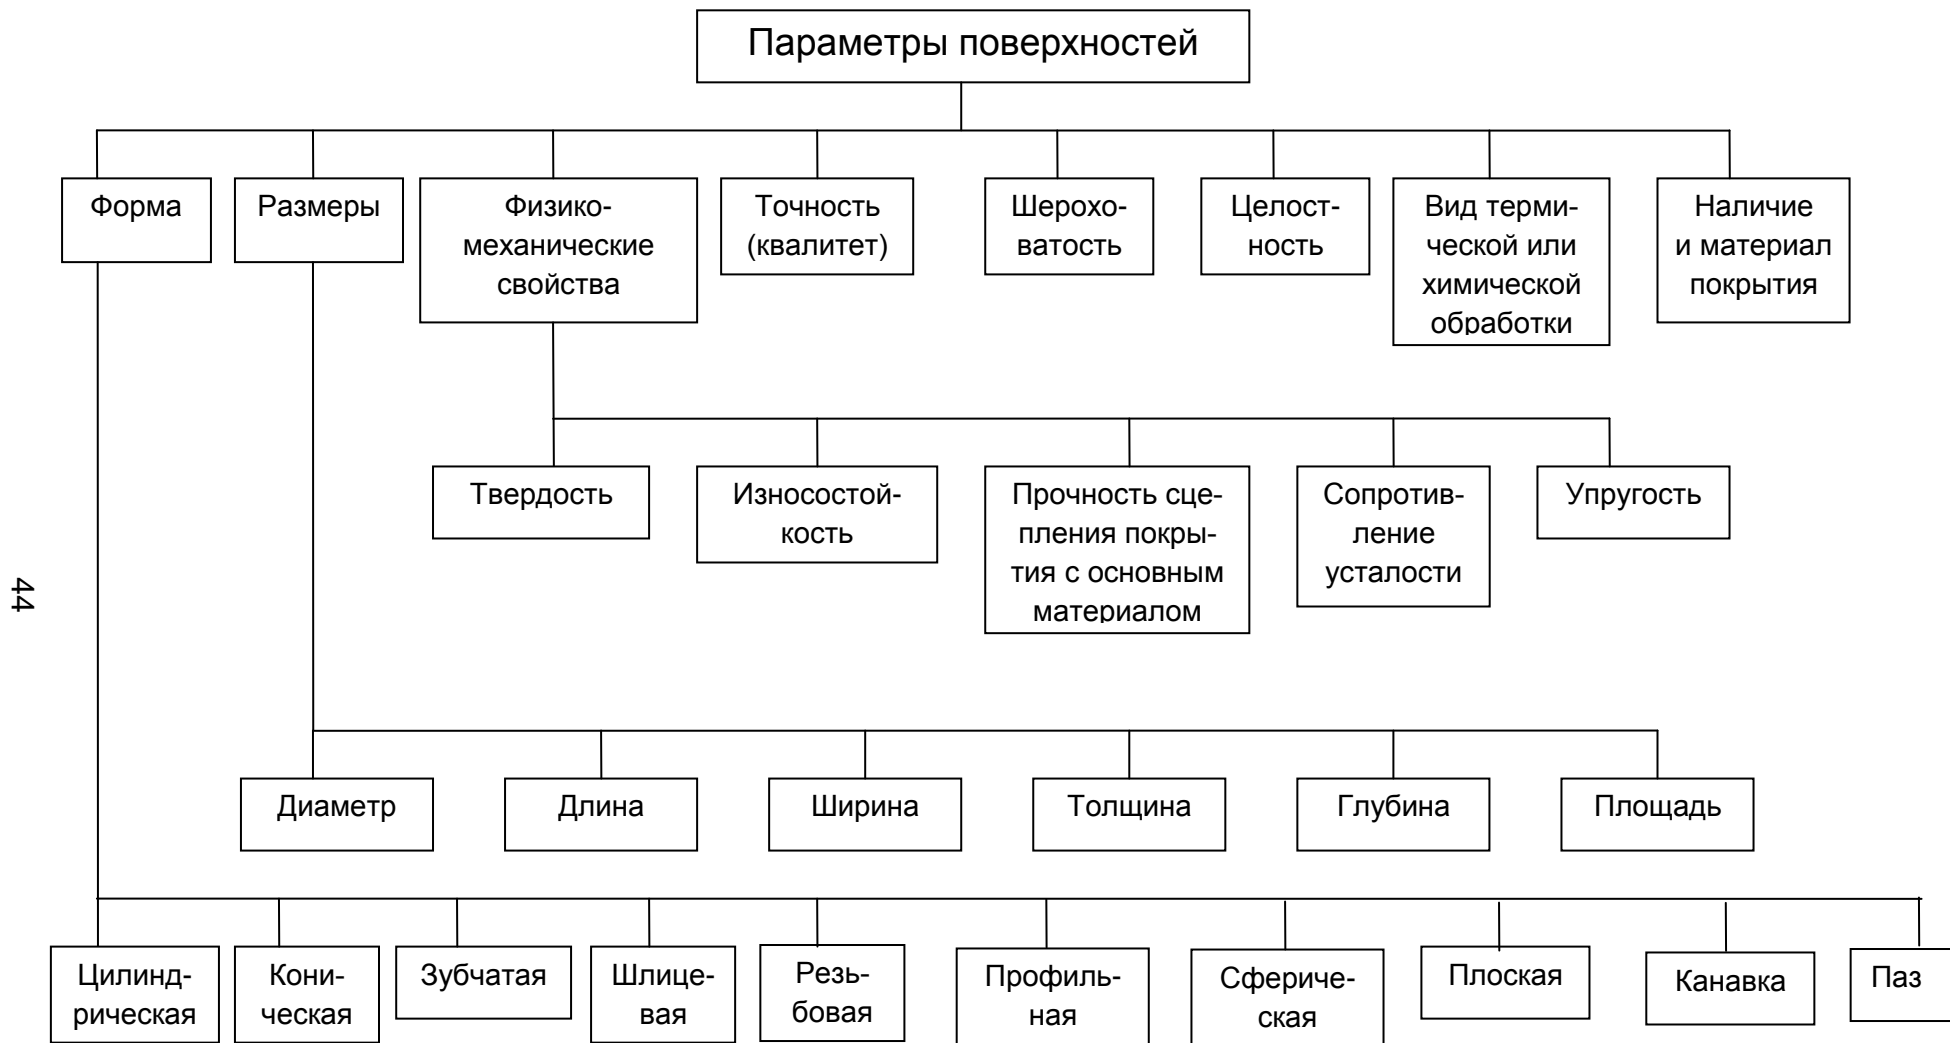 Параметры поверхностей
Форма
Размеры
Физико-
механические
свойства
Точность
(квалитет)
Шерохо-
ватость
Целост-
ность
Вид терми-
ческой или
химической
обработки
Наличие
и материал
покрытия
Твердость
Износостой-
кость
Прочность сце-
пления покры-
тия с основным
материалом
Сопротив-
ление
усталости
Упругость
44
Диаметр
Длина
Ширина
Толщина
Глубина
Площадь
Цилинд-
рическая
Кони-
ческая
Зубчатая
Шлице-
вая
Резь-
бовая
Профиль-
ная
Сфериче-
ская
Плоская
Канавка
Паз